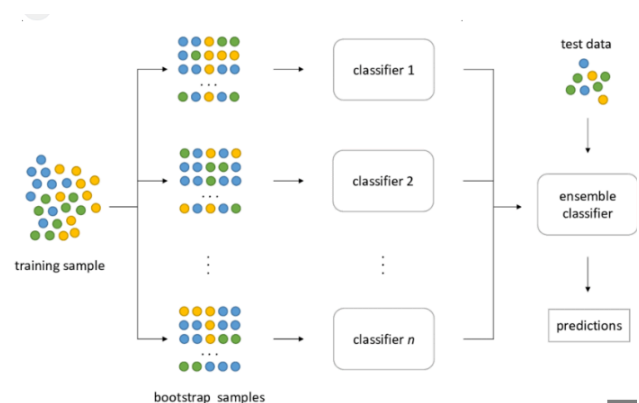 test data
classifier 1
...
training sample
classifier 2
...
ensemble
classifier
predictions
classifier n
...
bootstrap samples